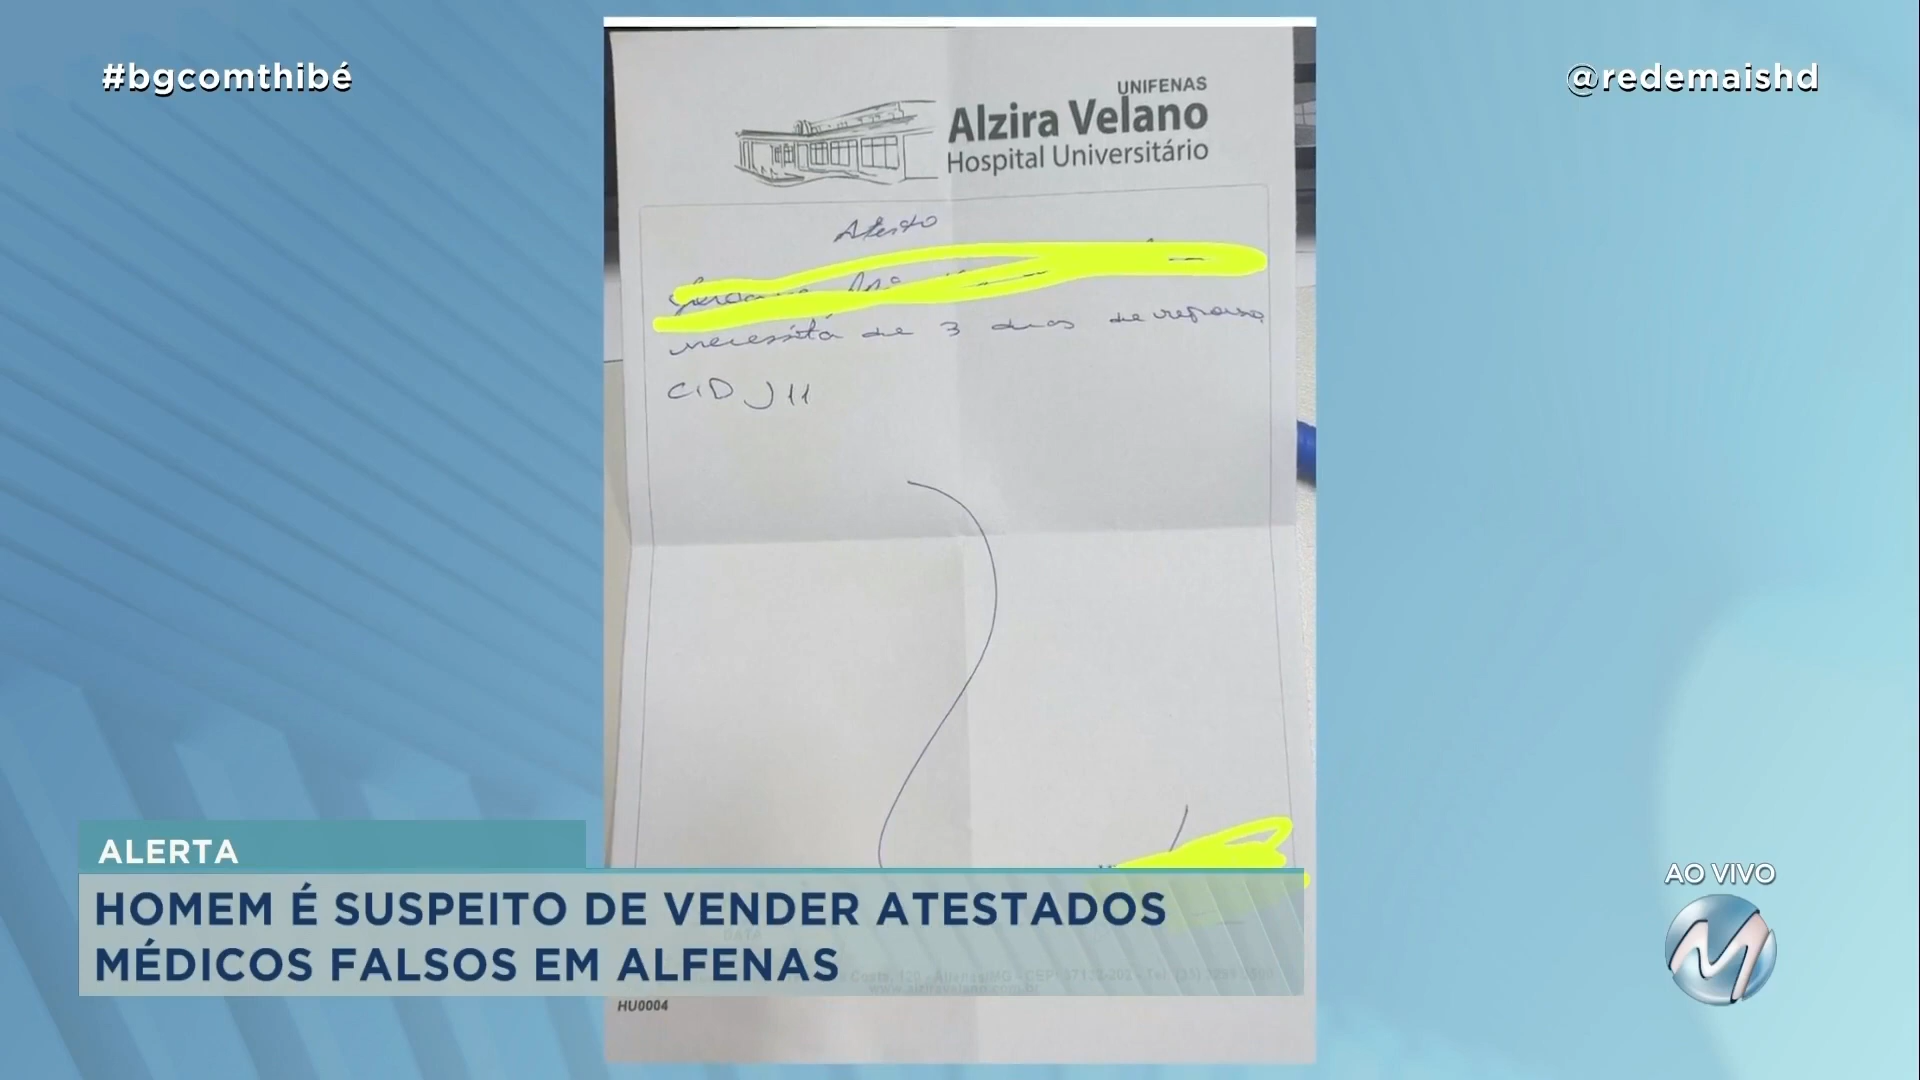 #bgcomthibé
@redemaishd
UNIFENAS
Alzira Velano
Hospital Universitário
Atesto
necessita de 3 dias de repouso
CID J11
ALERTA
HOMEM É SUSPEITO DE VENDER ATESTADOS
MÉDICOS FALSOS EM ALFENAS
AO VIVO
HU0004